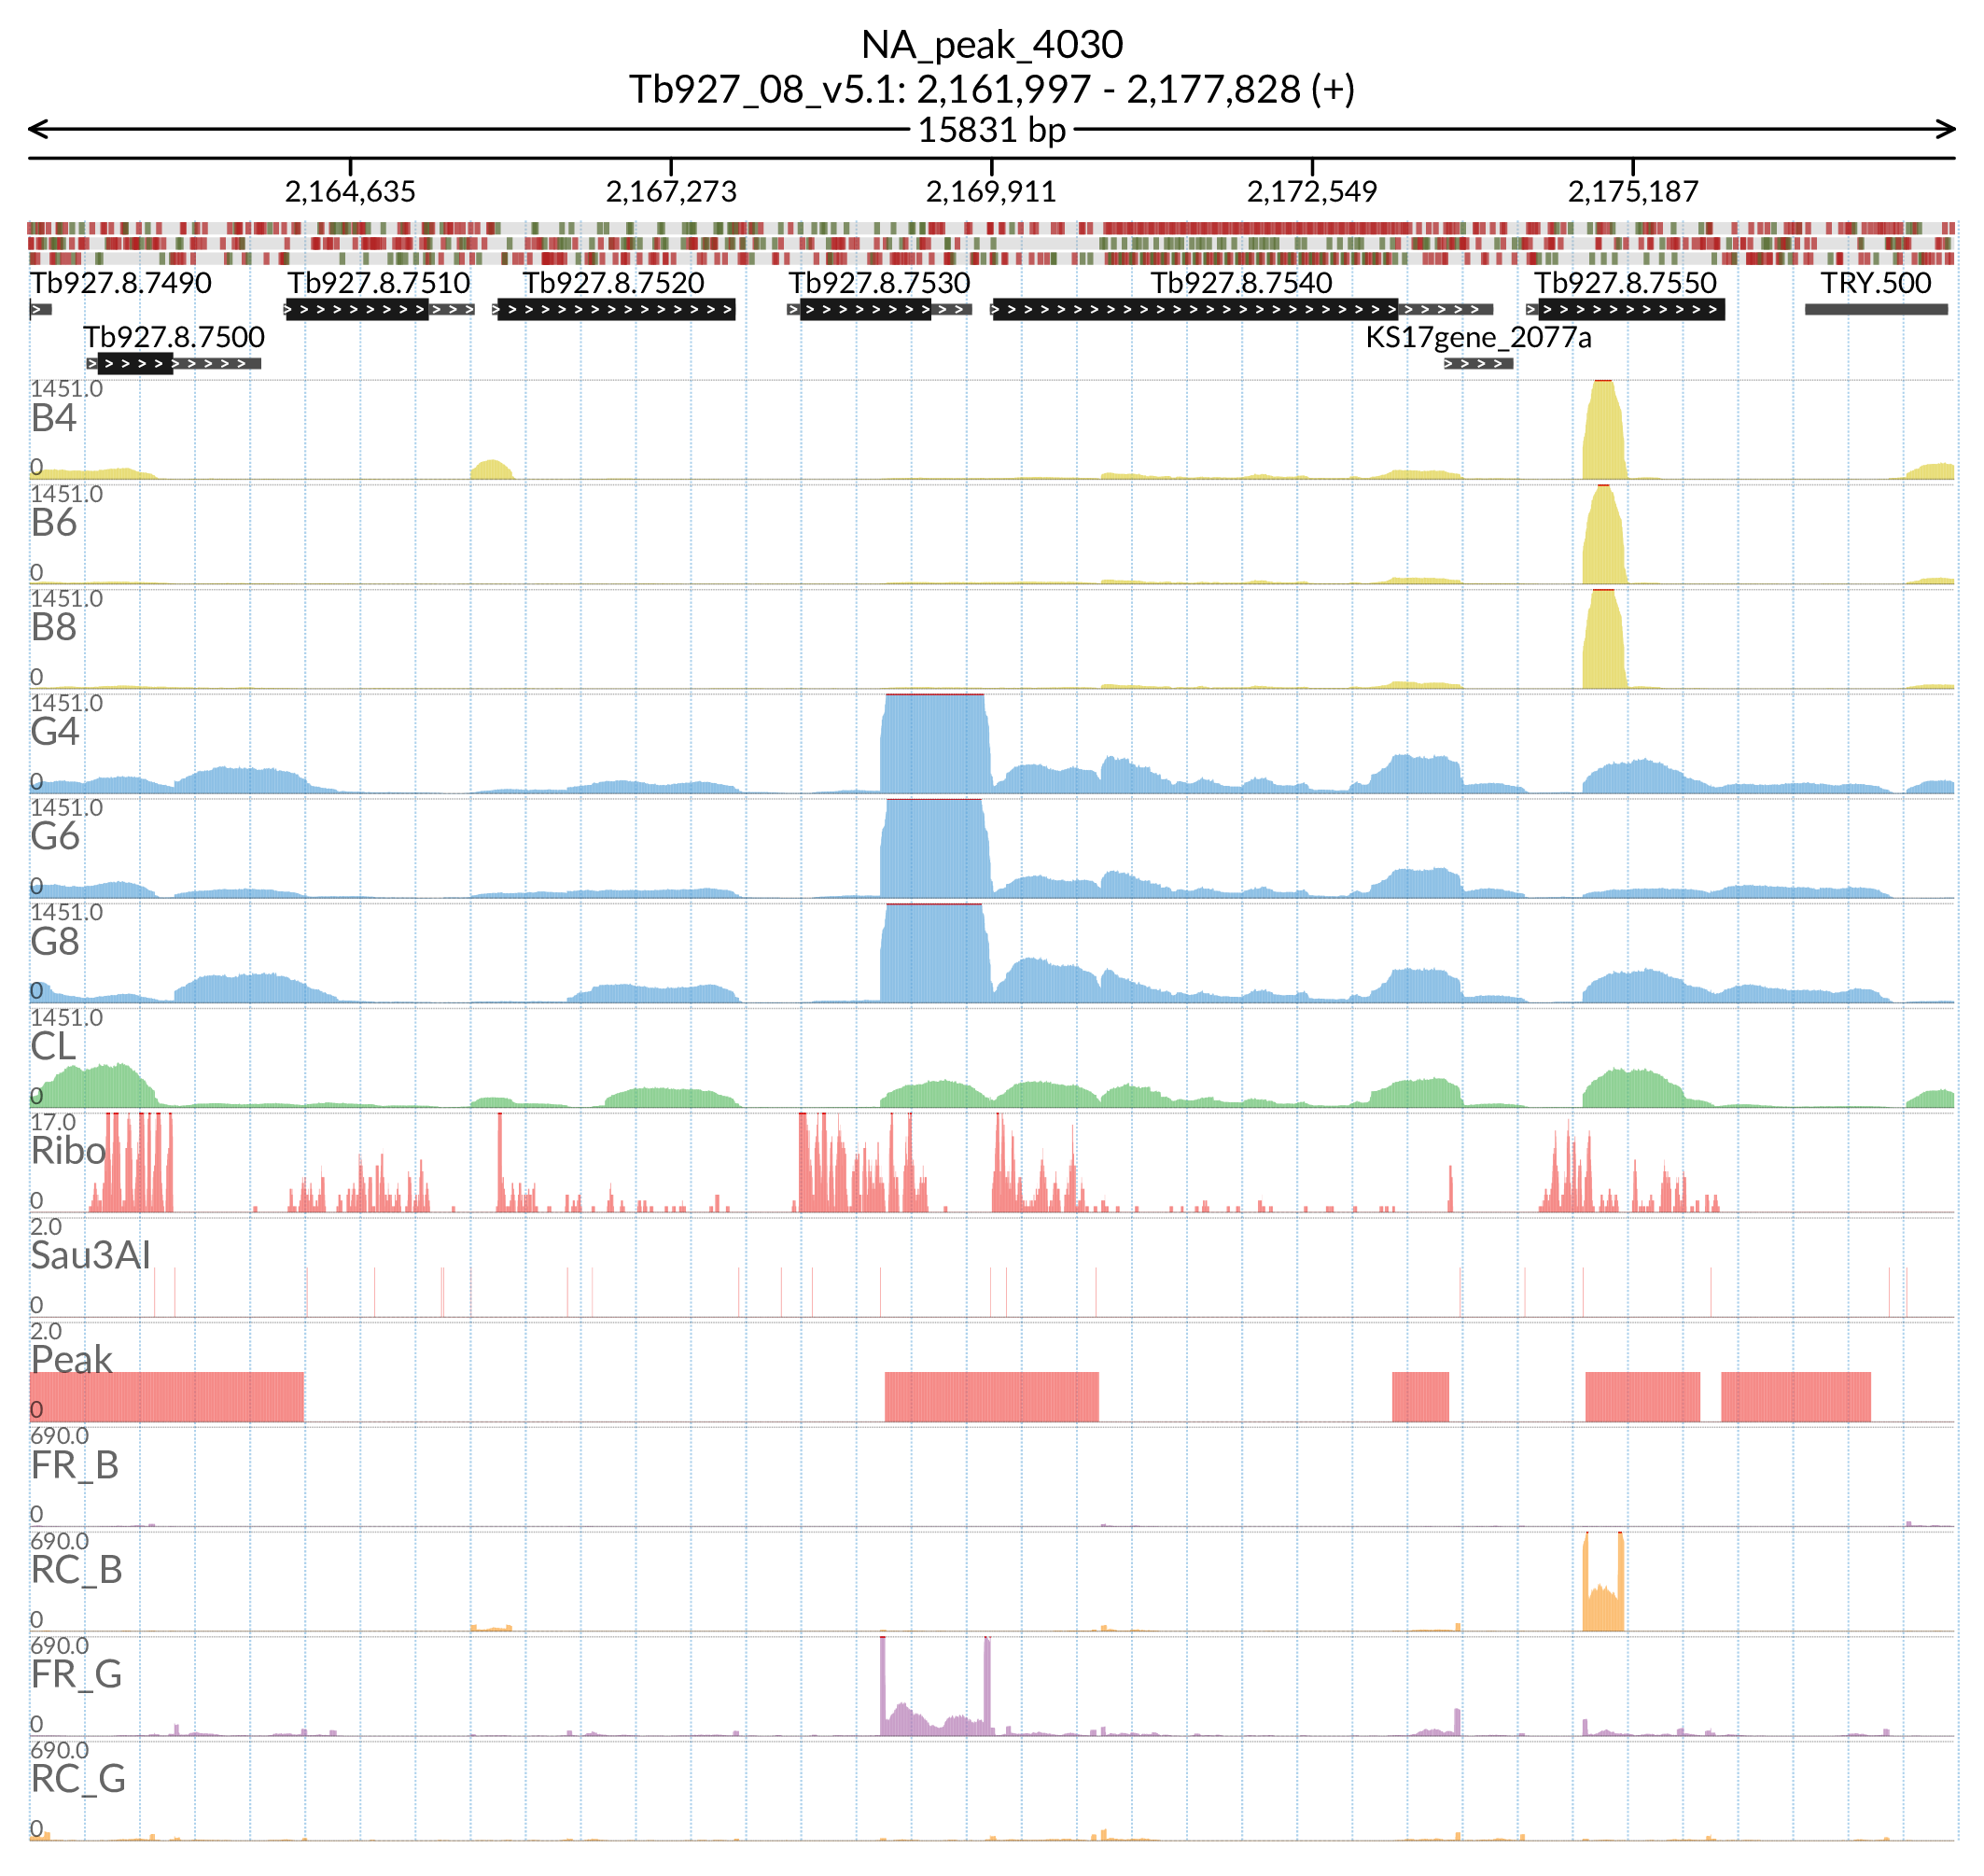 NA_peak_4030
Tb927_08_v5.1: 2,161,997 - 2,177,828 (+)
15831 bp
2,164,635 2,167,273 2,169,911 2,172,549 2,175,187
Tb927.8.7490 Tb927.8.7510 Tb927.8.7520 Tb927.8.7530 Tb927.8.7540 Tb927.8.7550 TRY.500
Tb927.8.7500 KS17gene_2077a
1451.0
B4
0
1451.0
B6
0
1451.0
B8
0
1451.0
G4
0
1451.0
G6
0
1451.0
G8
0
1451.0
CL
0
17.0
Ribo
0
2.0
Sau3AI
0
2.0
Peak
0
690.0
FR_B
0
690.0
RC_B
0
690.0
FR_G
0
690.0
RC_G
0